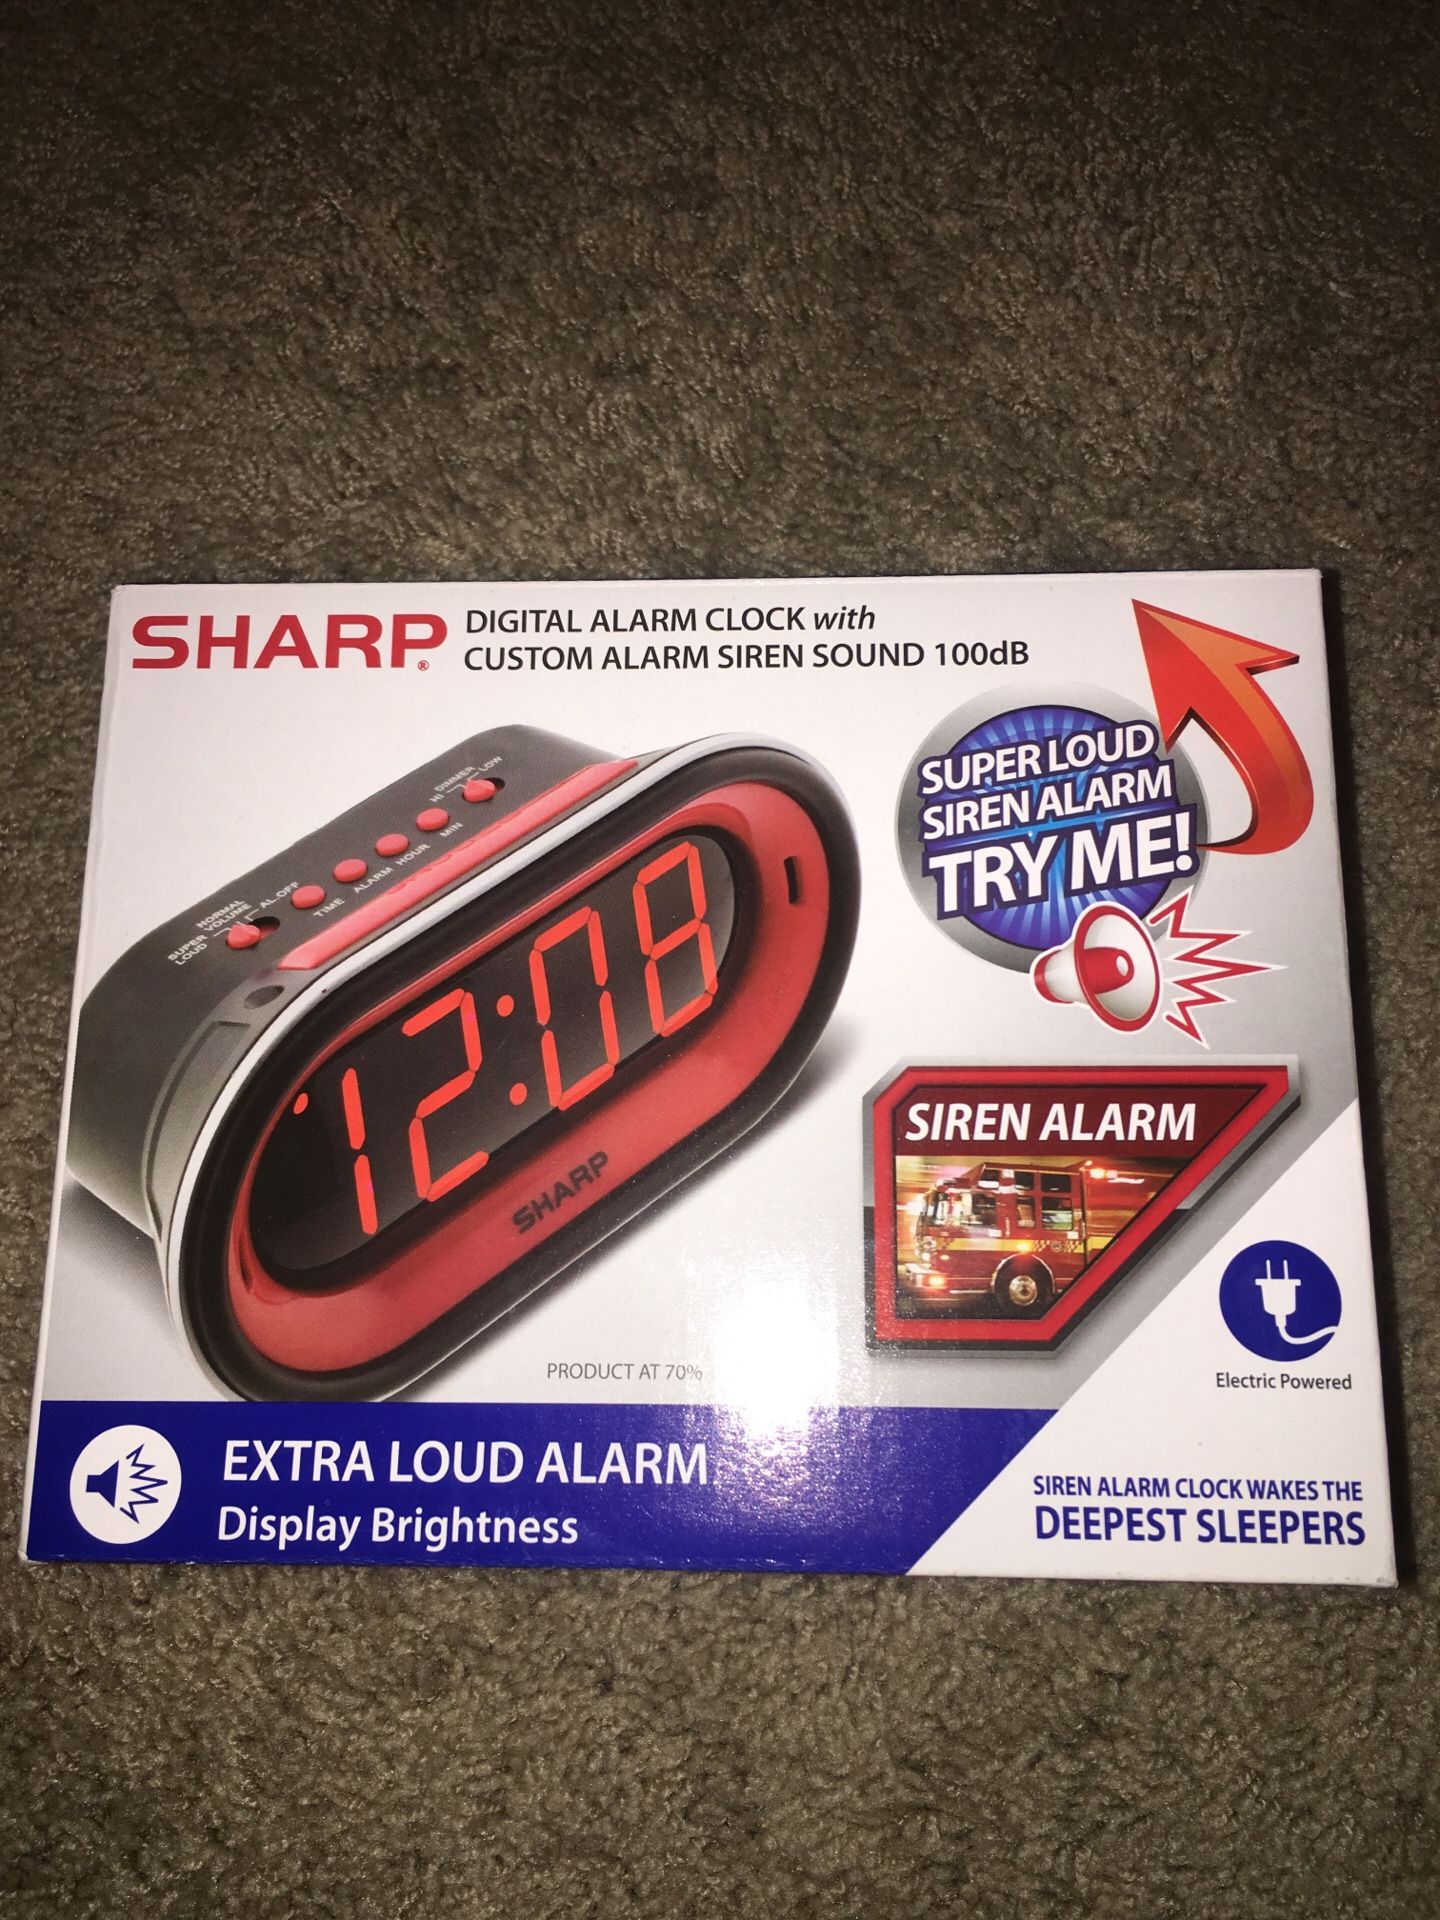 SHARP®
DIGITAL ALARM CLOCK with
CUSTOM ALARM SIREN SOUND 100dB
SUPER LOUD
SIREN ALARM
TRY ME!
HI DIMMER LOW
MIN
HOUR
ALARM
TIME
AL-OFF
NORMAL
VOLUME
SUPER
LOUD
12:08
SHARP
SIREN ALARM
PRODUCT AT 70%
Electric Powered
EXTRA LOUD ALARM
Display Brightness
SIREN ALARM CLOCK WAKES THE
DEEPEST SLEEPERS